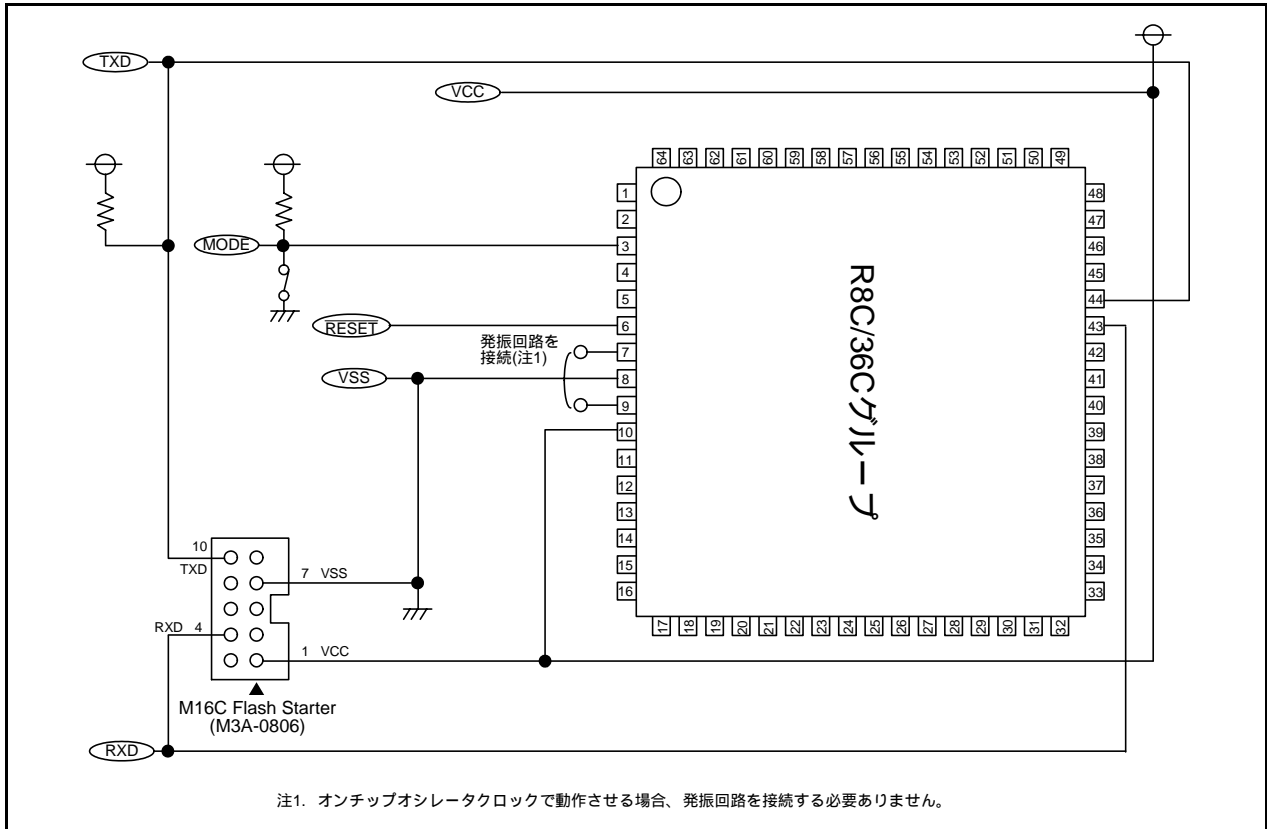 TXD
VCC
64 63 62 61 60 59 58 57 56 55 54 53 52 51 50 49
1 2 3 4 5 6 7 8 9 10 11 12 13 14 15 16
48 47 46 45 44 43 42 41 40 39 38 37 36 35 34 33
17 18 19 20 21 22 23 24 25 26 27 28 29 30 31 32
R8C/36Cグループ
MODE
RESET
発振回路を
接続(注1)
VSS
10
TXD
7 VSS
RXD 4
1 VCC
M16C Flash Starter
(M3A-0806)
RXD
注1. オンチップオシレータクロックで動作させる場合、発振回路を接続する必要ありません。